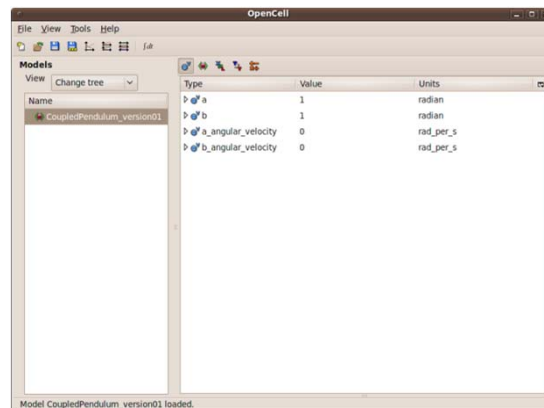 OpenCell
File View Tools Help
∫dt
Models
View Change tree
Name
CoupledPendulum_version01
Type Value Units
a 1 radian
b 1 radian
a_angular_velocity 0 rad_per_s
b_angular_velocity 0 rad_per_s
Model CoupledPendulum_version01 loaded.